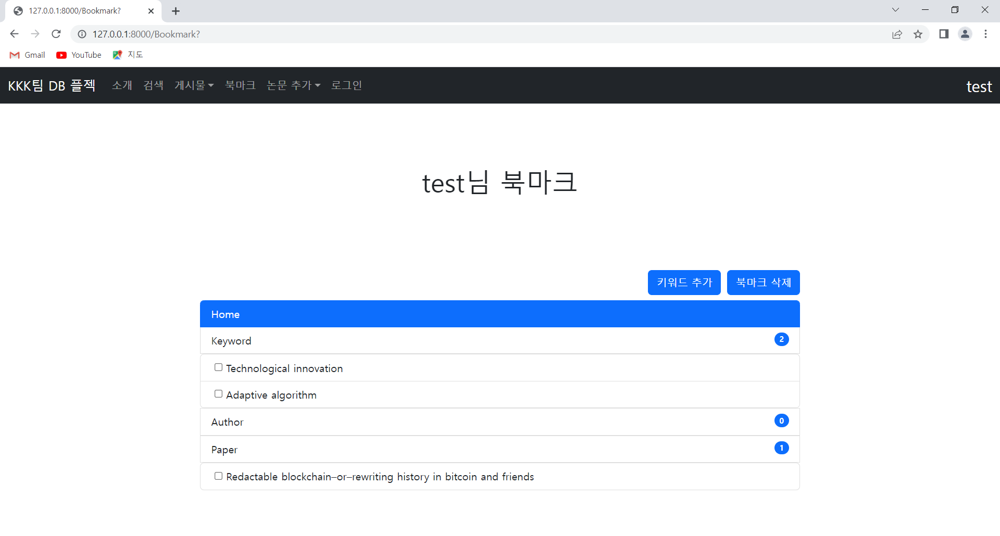 127.0.0.1:8000/Bookmark?
127.0.0.1:8000/Bookmark?
Gmail YouTube 지도
KKK팀 DB 플젝 소개 검색 게시물 북마크 논문 추가 로그인 test
test님 북마크
키워드 추가 북마크 삭제
Home
Keyword 2
Technological innovation
Adaptive algorithm
Author 0
Paper 1
Redactable blockchain–or–rewriting history in bitcoin and friends